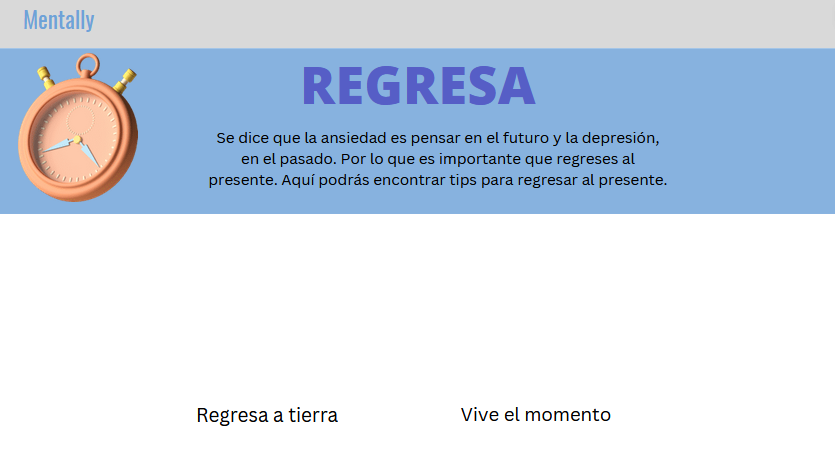 Mentally
REGRESA
Se dice que la ansiedad es pensar en el futuro y la depresión,
en el pasado. Por lo que es importante que regreses al
presente. Aquí podrás encontrar tips para regresar al presente.
Regresa a tierra
Vive el momento